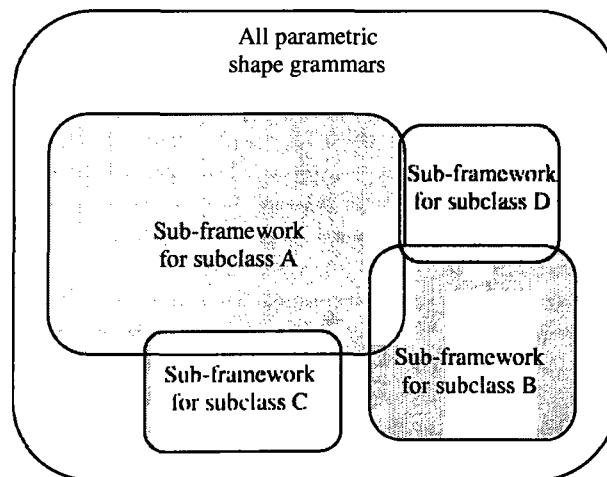 All parametric
shape grammars
Sub-framework
for subclass D
Sub-framework
for subclass A
Sub-framework
for subclass B
Sub-framework
for subclass C